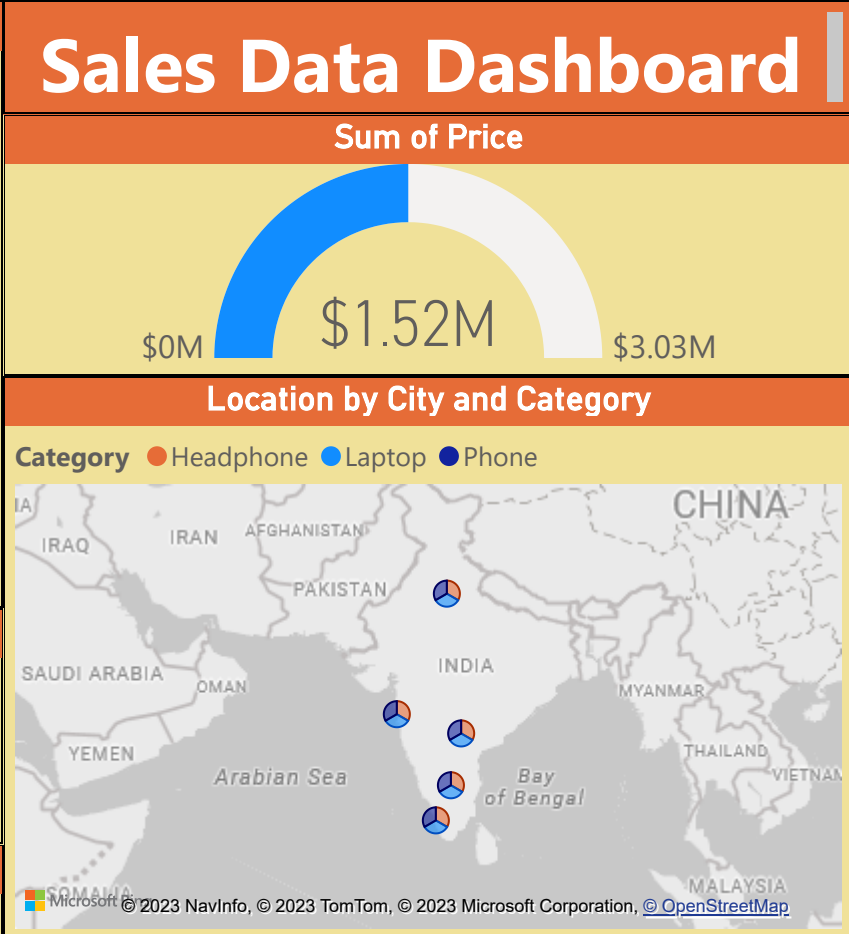 Sales Data Dashboard
Sum of Price
$1.52M
$0M
$3.03M
Location by City and Category
Category Headphone Laptop Phone
CHINA
IRAQ
IRAN
AFGHANISTAN
PAKISTAN
INDIA
SAUDI ARABIA
OMAN
MYANMAR
YEMEN
THAILAND
VIETNAM
Arabian Sea
Bay
of Bengal
MALAYSIA
SOMALIA
Microsoft
© 2023 NavInfo, © 2023 TomTom, © 2023 Microsoft Corporation, © OpenStreetMap